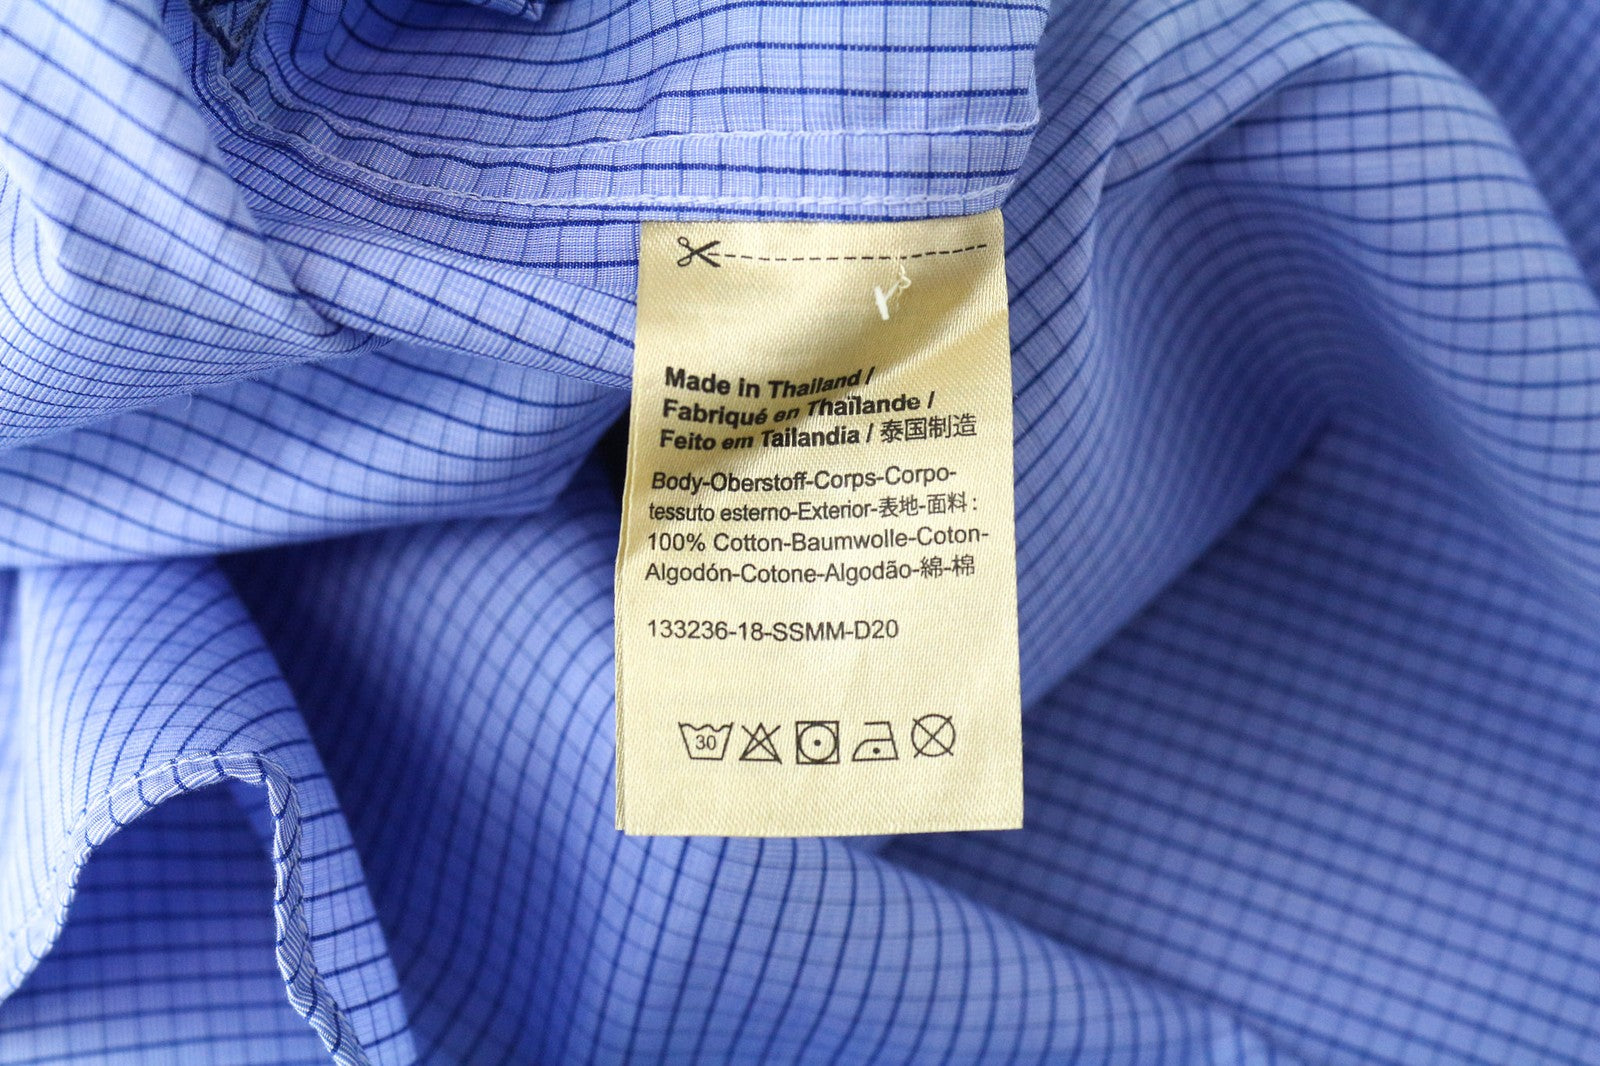 Made in Thailand /
Fabriqué en Thaïlande /
Feito em Tailandia / 泰国制造
Body-Oberstoff-Corps-Corpo-
tessuto esterno-Exterior-表地-面料 :
100% Cotton-Baumwolle-Coton-
Algodón-Cotone-Algodão-綿-棉
133236-18-SSMM-D20
30